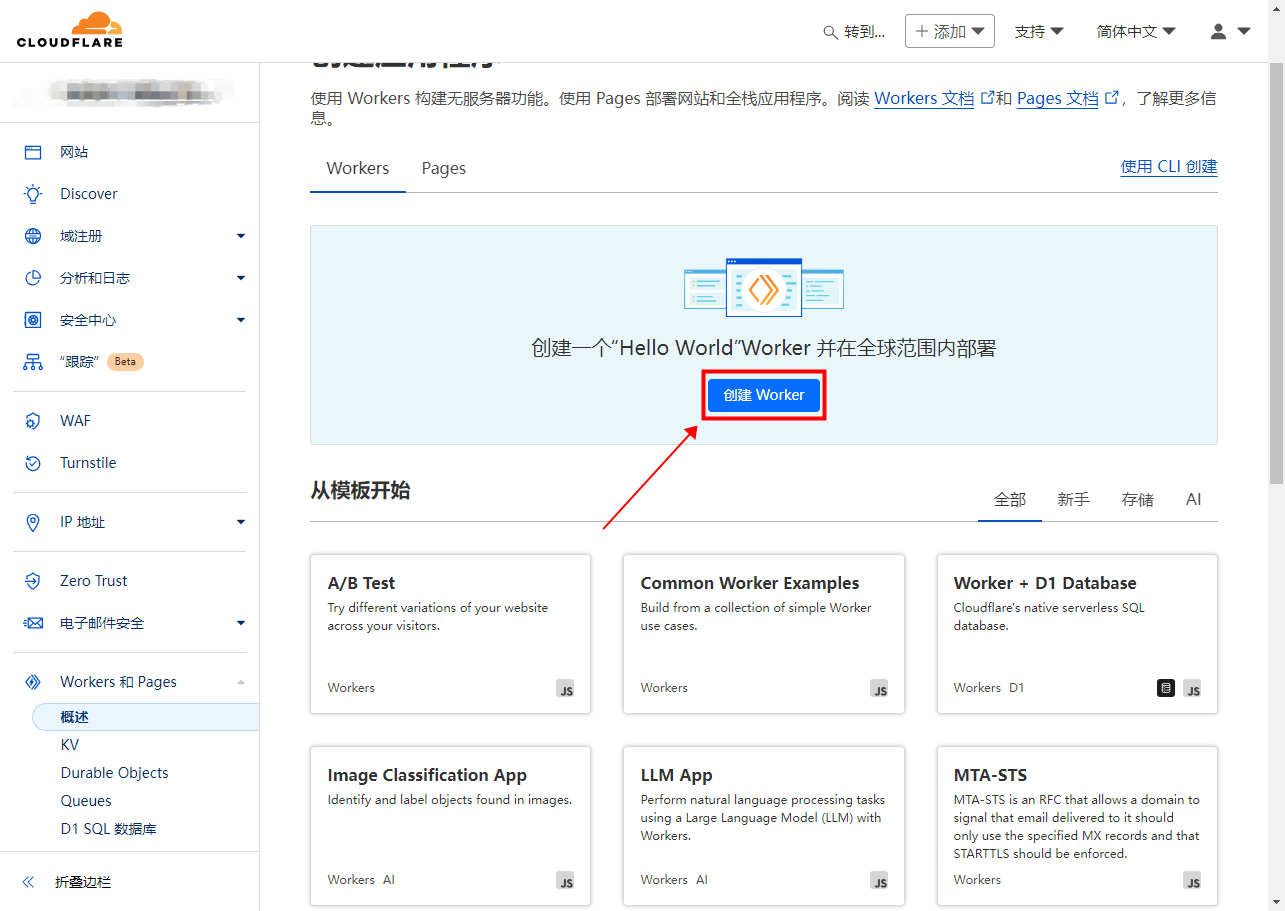 CLOUDFLARE
转到...
添加
支持
简体中文
创建应用程序
使用 Workers 构建无服务器功能。使用 Pages 部署网站和全栈应用程序。阅读 Workers 文档 和 Pages 文档 ，了解更多信
息。
Workers Pages
使用 CLI 创建
网站
Discover
域注册
分析和日志
安全中心
“跟踪” Beta
WAF
Turnstile
IP 地址
Zero Trust
电子邮件安全
Workers 和 Pages
概述
KV
Durable Objects
Queues
D1 SQL 数据库
折叠边栏
创建一个“Hello World”Worker 并在全球范围内部署
创建 Worker
从模板开始
全部 新手 存储 AI
A/B Test
Try different variations of your website
across your visitors.
Workers
JS
Common Worker Examples
Build from a collection of simple Worker
use cases.
Workers
JS
Worker + D1 Database
Cloudflare's native serverless SQL
database.
Workers D1
JS
Image Classification App
Identify and label objects found in images.
Workers AI
JS
LLM App
Perform natural language processing tasks
using a Large Language Model (LLM) with
Workers.
Workers AI
JS
MTA-STS
MTA-STS is an RFC that allows a domain to
signal that email delivered to it should
only use the specified MX records and that
STARTTLS should be enforced.
Workers
JS